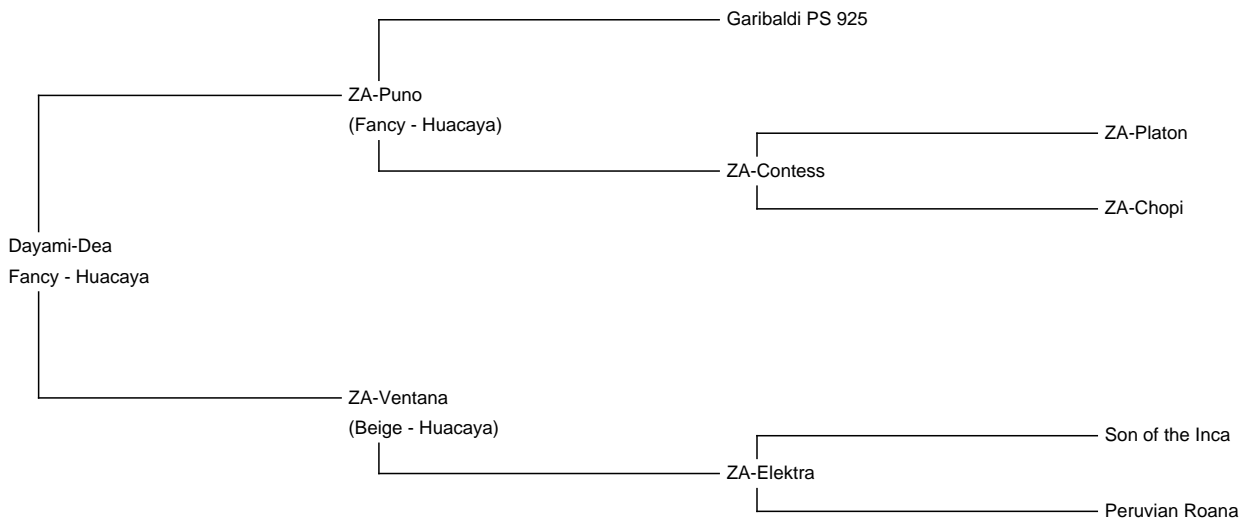 Garibaldi PS 925
ZA-Puno
(Fancy - Huacaya)
ZA-Platon
ZA-Contess
ZA-Chopi
Dayami-Dea
Fancy - Huacaya
ZA-Ventana
(Beige - Huacaya)
Son of the Inca
ZA-Elektra
Peruvian Roana